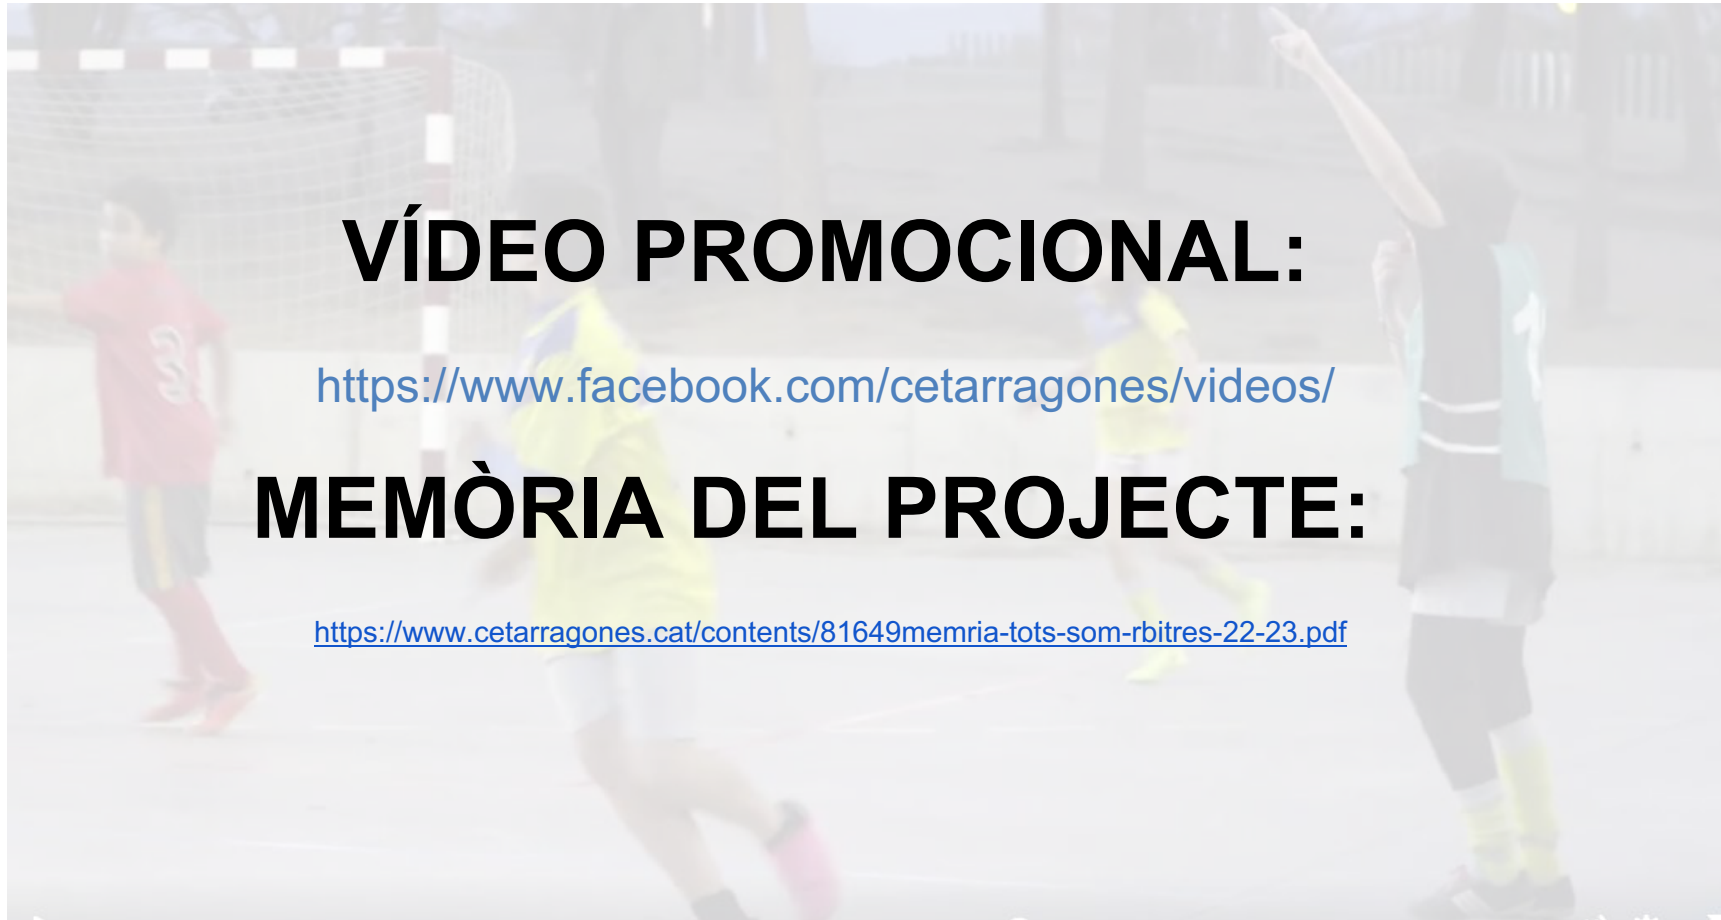 VÍDEO PROMOCIONAL:
https://www.facebook.com/cetarragones/videos/
MEMÒRIA DEL PROJECTE:
https://www.cetarragones.cat/contents/81649memria-tots-som-rbitres-22-23.pdf